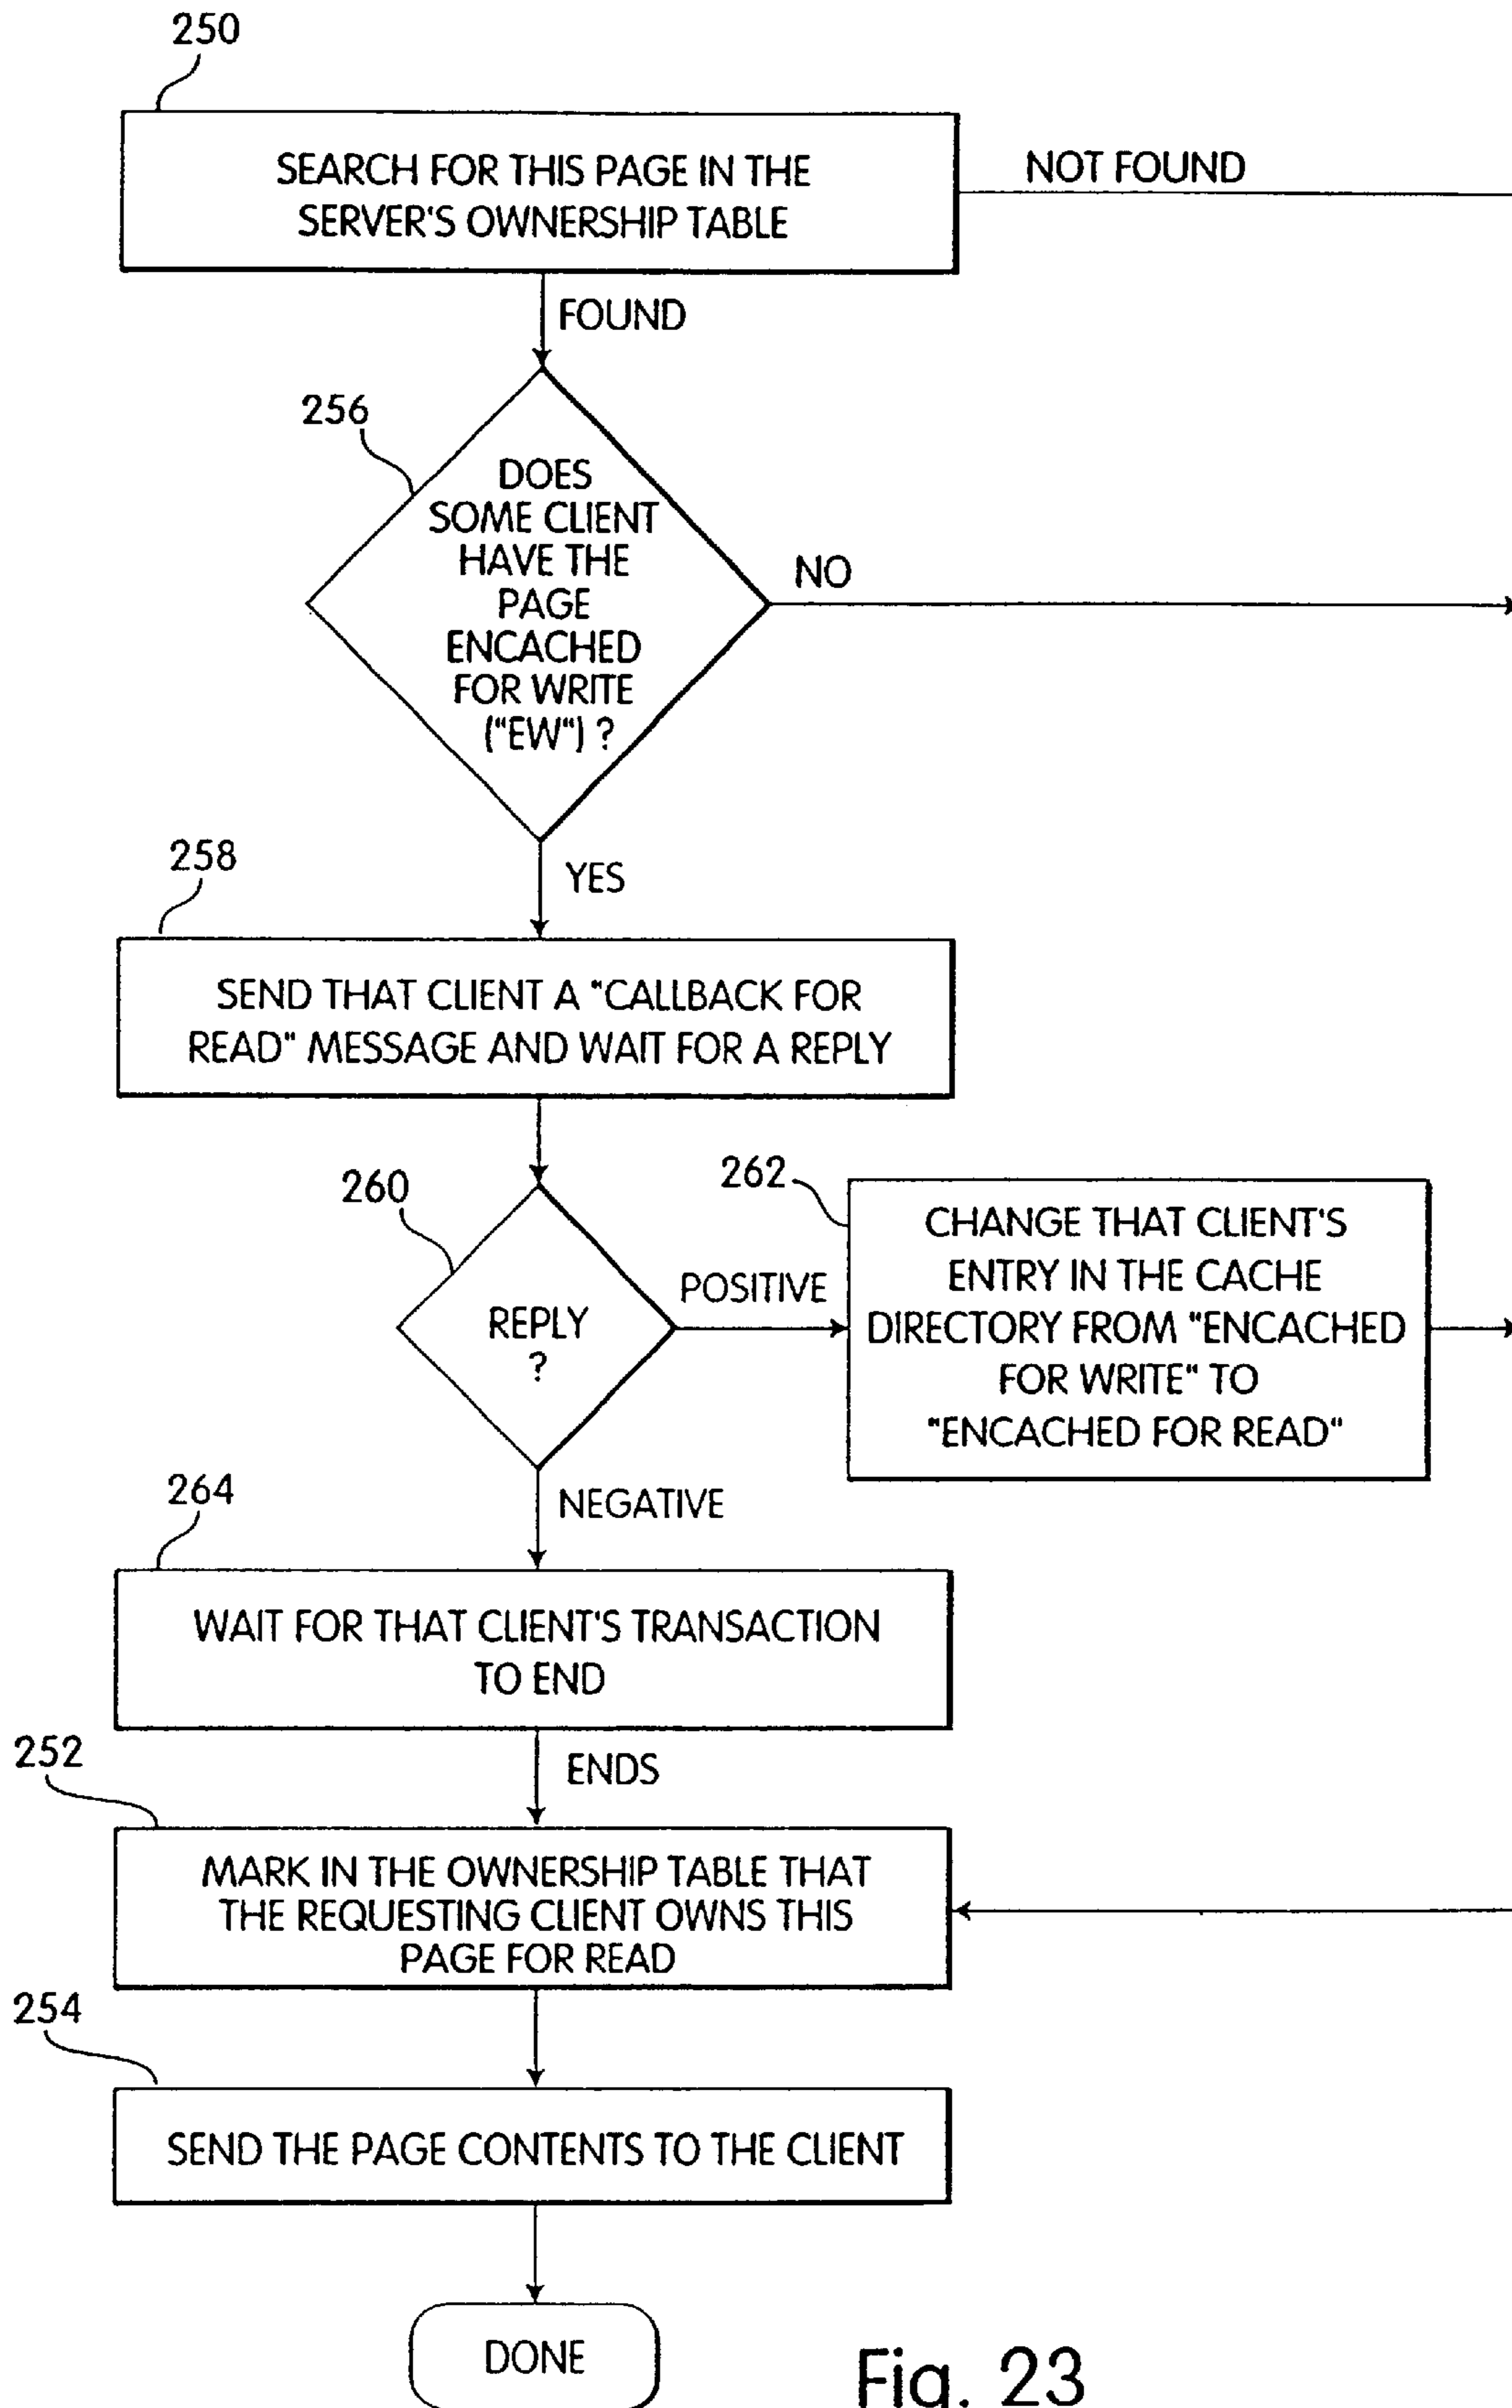 250
SEARCH FOR THIS PAGE IN THE
SERVER'S OWNERSHIP TABLE
NOT FOUND
FOUND
256
DOES
SOME CLIENT
HAVE THE
PAGE
ENCACHED
FOR WRITE
("EW") ?
NO
YES
258
SEND THAT CLIENT A "CALLBACK FOR
READ" MESSAGE AND WAIT FOR A REPLY
260
REPLY
?
POSITIVE
262
CHANGE THAT CLIENT'S
ENTRY IN THE CACHE
DIRECTORY FROM "ENCACHED
FOR WRITE" TO
"ENCACHED FOR READ"
NEGATIVE
264
WAIT FOR THAT CLIENT'S TRANSACTION
TO END
ENDS
252
MARK IN THE OWNERSHIP TABLE THAT
THE REQUESTING CLIENT OWNS THIS
PAGE FOR READ
254
SEND THE PAGE CONTENTS TO THE CLIENT
DONE
Fig. 23